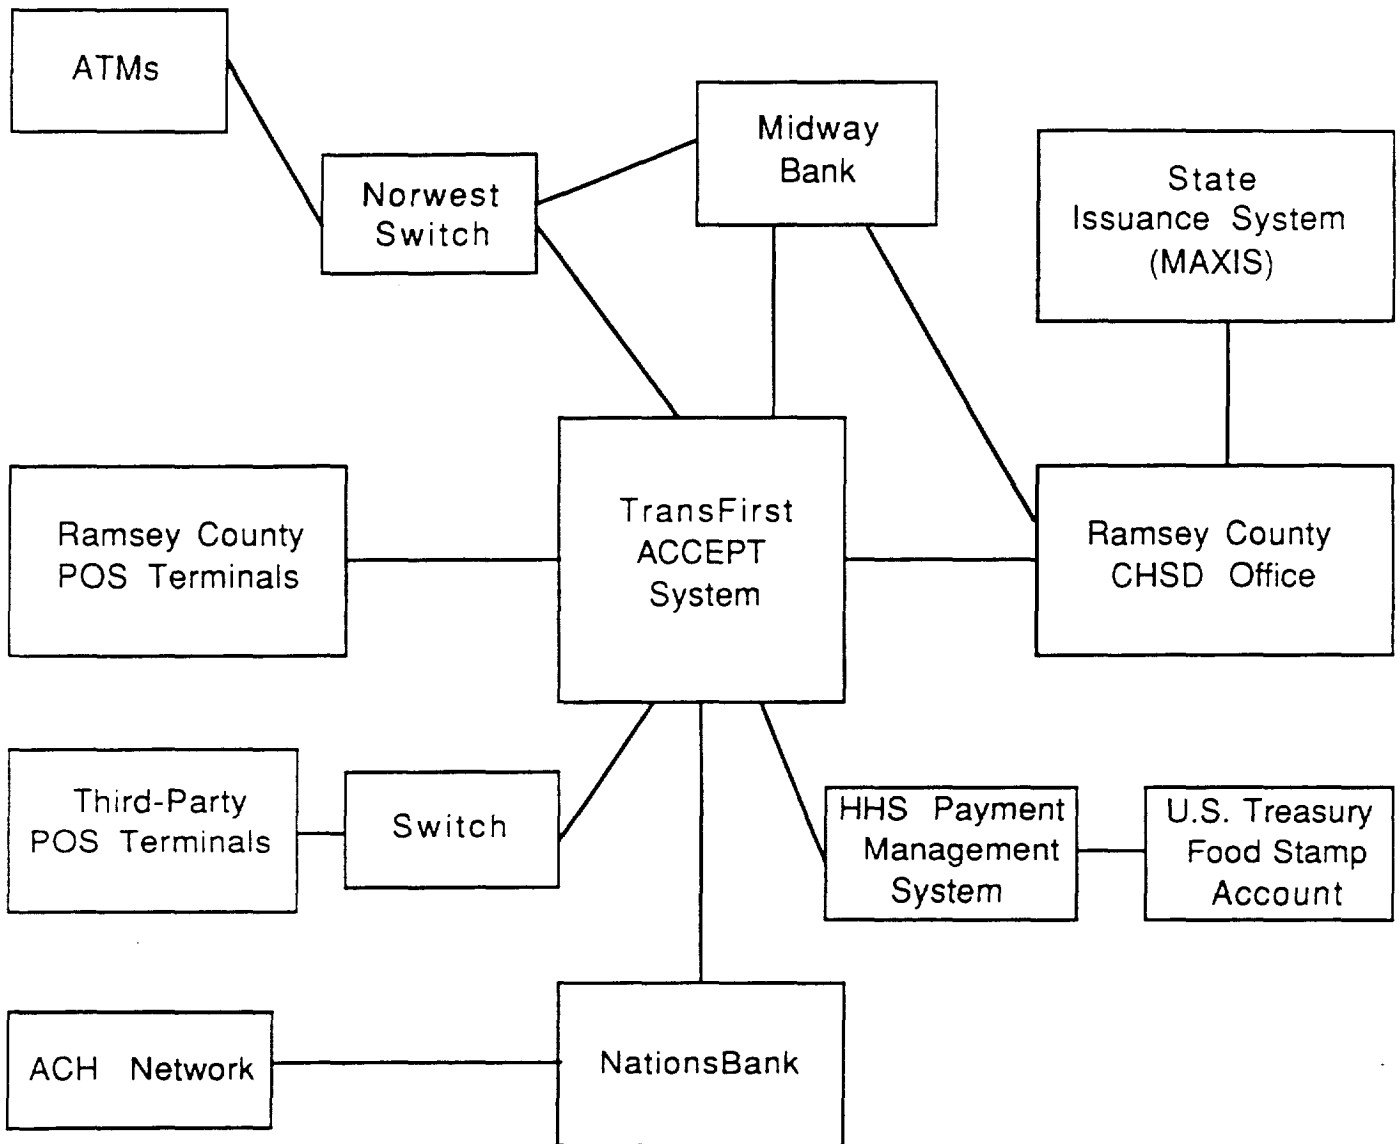 ATMs
Midway
Bank
Norwest
Switch
State
Issuance System
(MAXIS)
Ramsey County
POS Terminals
TransFirst
ACCEPT
System
Ramsey County
CHSD Office
Third-Party
POS Terminals
Switch
HHS Payment
Management
System
U.S. Treasury
Food Stamp
Account
ACH Network
NationsBank